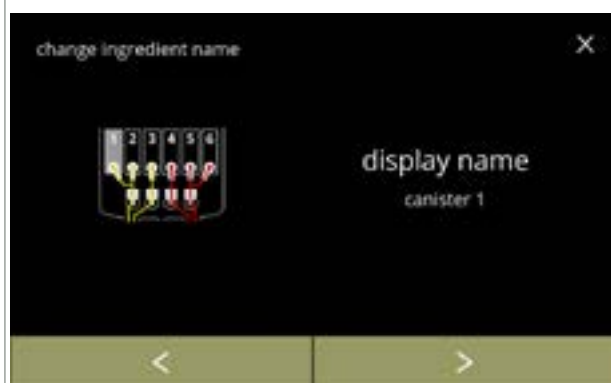 change ingredient name
X
1 2 3 4 5 6
display name
canister 1
< >